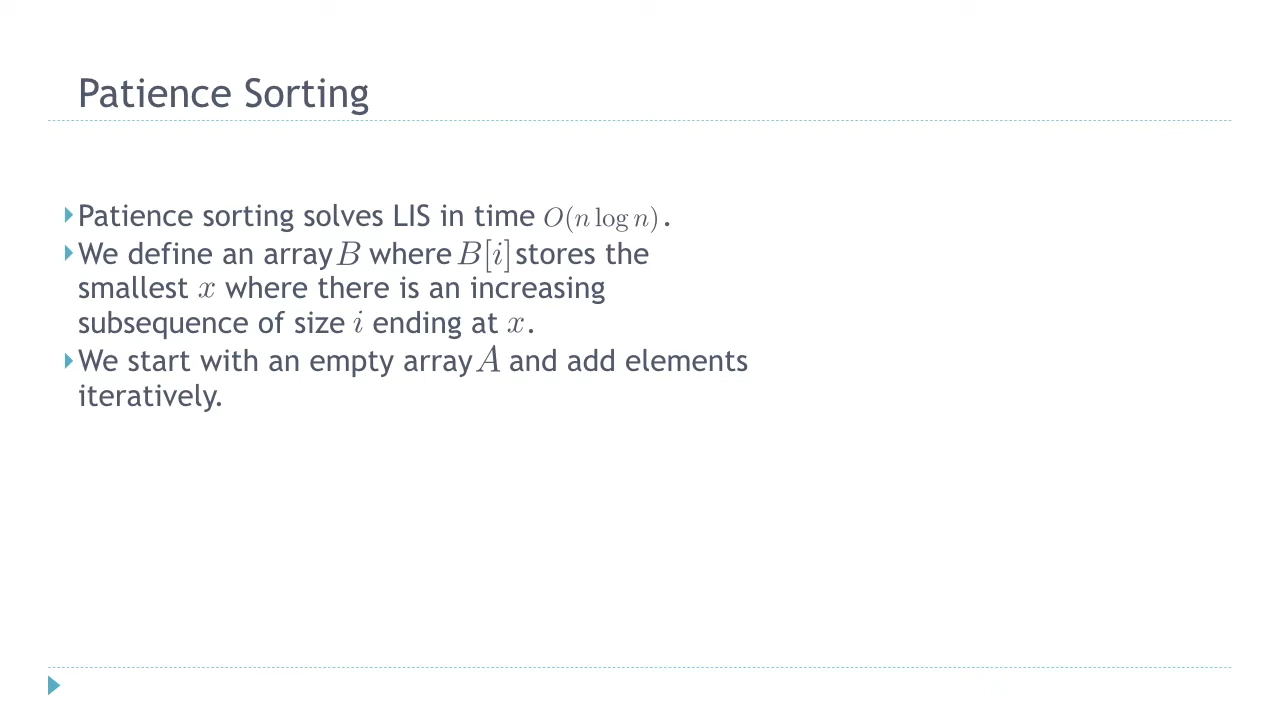 Patience Sorting
Patience sorting solves LIS in time O(n log n).
We define an array B where B[i] stores the
smallest x where there is an increasing
subsequence of size i ending at x.
We start with an empty array A and add elements
iteratively.